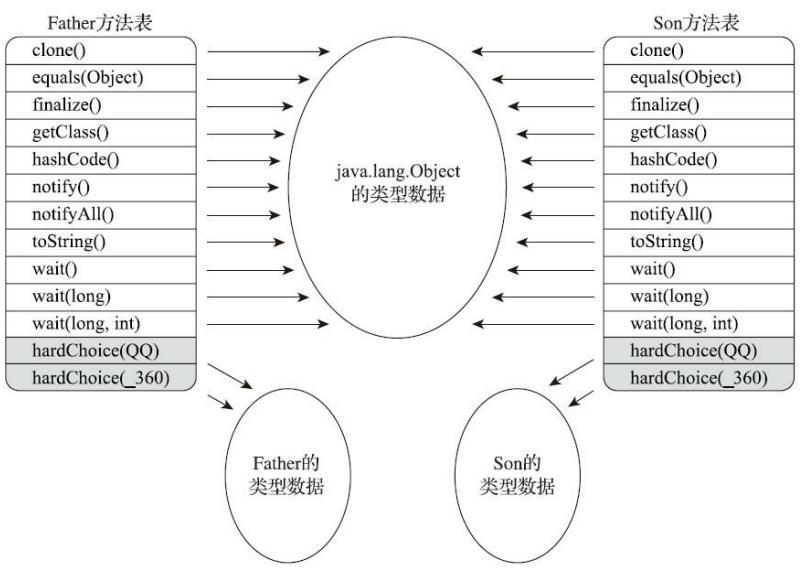 Father方法表
clone()
equals(Object)
finalize()
getClass()
hashCode()
notify()
notifyAll()
toString()
wait()
wait(long)
wait(long, int)
hardChoice(QQ)
hardChoice(_360)
java.lang.Object
的类型数据
Son方法表
clone()
equals(Object)
finalize()
getClass()
hashCode()
notify()
notifyAll()
toString()
wait()
wait(long)
wait(long, int)
hardChoice(QQ)
hardChoice(_360)
Father的
类型数据
Son的
类型数据